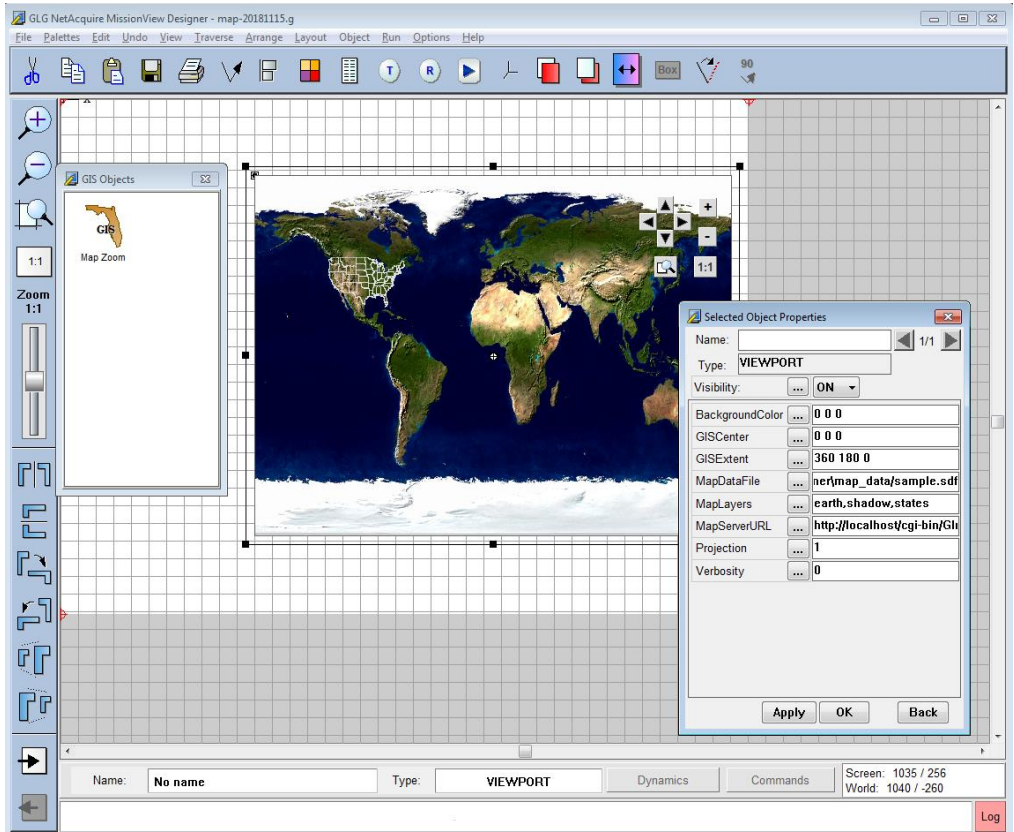 GLG NetAcquire MissionView Designer - map-20181115.g
File Palettes Edit Undo View Traverse Arrange Layout Object Run Options Help
T
R
Box
90
X
1:1
Zoom
1:1
GIS Objects
GIS
Map Zoom
+
-
1:1
Selected Object Properties
Name:
1/1
Type: VIEWPORT
Visibility: ... ON
BackgroundColor ... 0 0 0
GISCenter ... 0 0 0
GISExtent ... 360 180 0
MapDataFile ... ner\map_data/sample.sdf
MapLayers ... earth,shadow,states
MapServerURL ... http://localhost/cgi-bin/Gl
Projection ... 1
Verbosity ... 0
Apply OK Back
Name: No name Type: VIEWPORT Dynamics Commands
Screen: 1035 / 256
World: 1040 / -260
Log